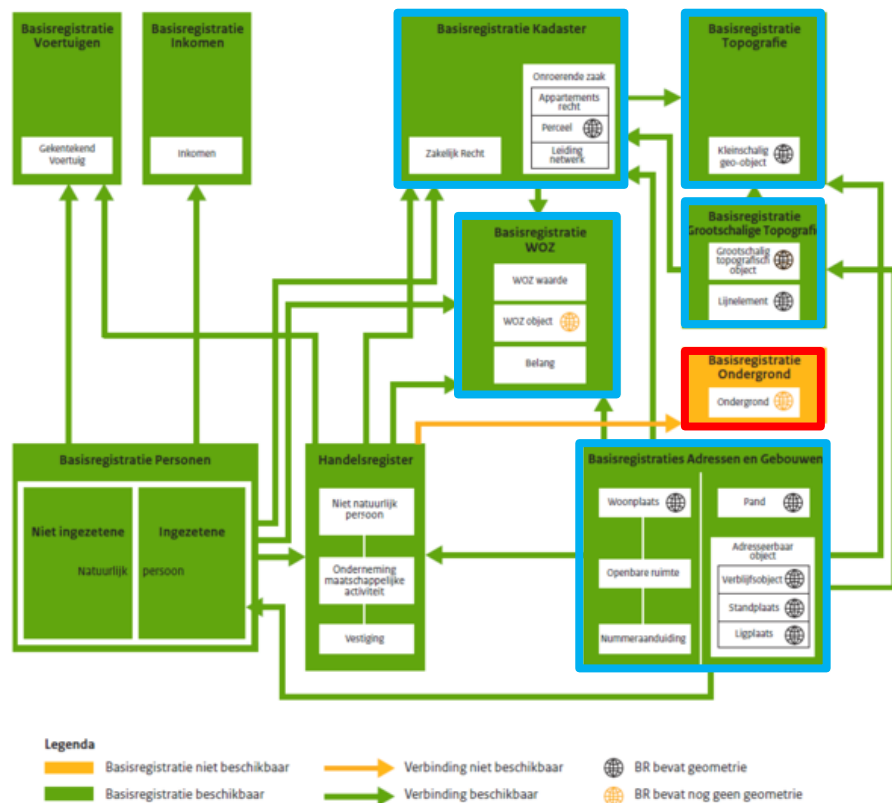 Basisregistratie
Voertuigen
Gekentekend
Voertuig
Basisregistratie
Inkomen
Inkomen
Basisregistratie Kadaster
Onroerende zaak
Appartements
recht
Perceel
Leiding
netwerk
Zakelijk Recht
Basisregistratie
Topografie
Kleinschalig
geo-object
Basisregistratie
Grootschalige Topografie
Grootschalig
topografisch
object
Lijnelement
Basisregistratie
WOZ
WOZ waarde
WOZ object
Belang
Basisregistratie
Ondergrond
Ondergrond
Basisregistratie Personen
Niet ingezetene
Ingezetene
Natuurlijk
persoon
Handelsregister
Niet natuurlijk
persoon
Onderneming
maatschappelijke
activiteit
Vestiging
Basisregistraties Adressen en Gebouwen
Woonplaats
Openbare ruimte
Nummeraanduiding
Pand
Adresseerbaar
object
Verblijfsobject
Standplaats
Ligplaats
Legenda
Basisregistratie niet beschikbaar
Verbinding niet beschikbaar
BR bevat geometrie
Basisregistratie beschikbaar
Verbinding beschikbaar
BR bevat nog geen geometrie